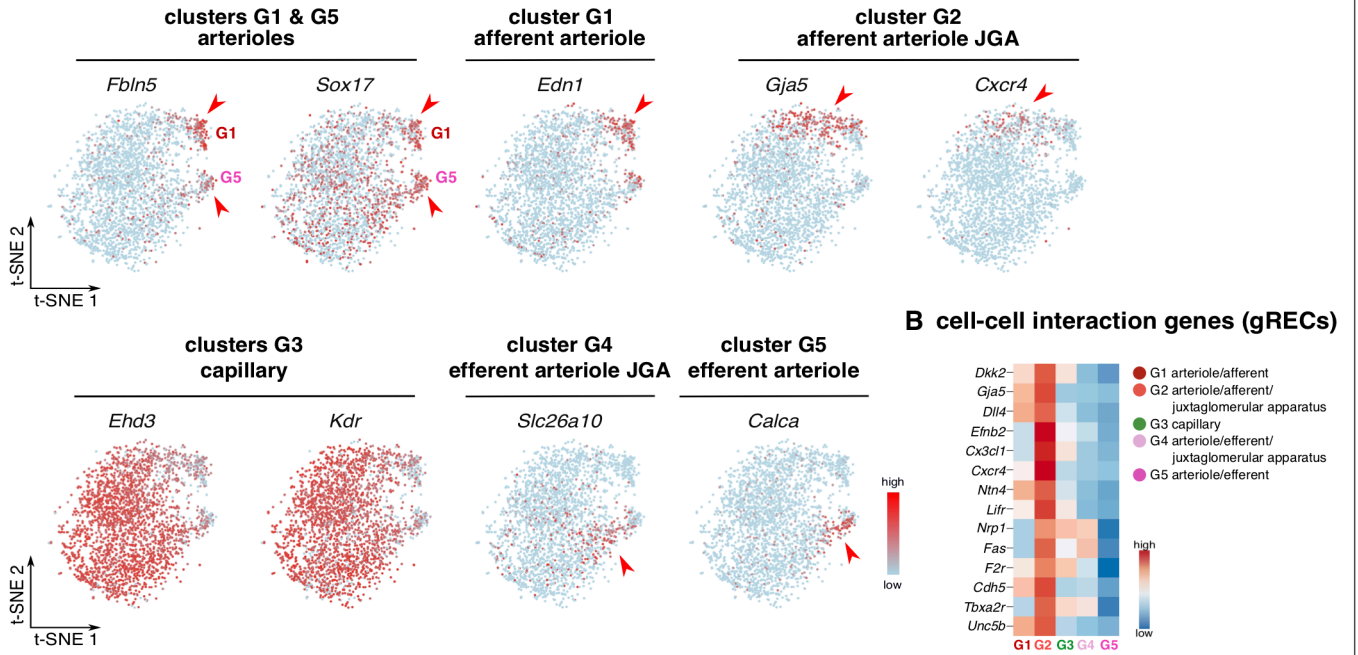 clusters G1 & G5
arterioles
cluster G1
afferent arteriole
cluster G2
afferent arteriole JGA
Fbln5
Sox17
Edn1
Gja5
Cxcr4
G1
G5
G1
G5
t-SNE 2
t-SNE 1
clusters G3
capillary
cluster G4
efferent arteriole JGA
cluster G5
efferent arteriole
Ehd3
Kdr
Slc26a10
Calca
high
low
t-SNE 2
t-SNE 1
B cell-cell interaction genes (gRECs)
Dkk2
Gja5
Dll4
Efnb2
Cx3cl1
Cxcr4
Ntn4
Lifr
Nrp1
Fas
F2r
Cdh5
Tbxa2r
Unc5b
G1 G2 G3 G4 G5
G1 arteriole/afferent
G2 arteriole/afferent/
juxtaglomerular apparatus
G3 capillary
G4 arteriole/efferent/
juxtaglomerular apparatus
G5 arteriole/efferent
high
low